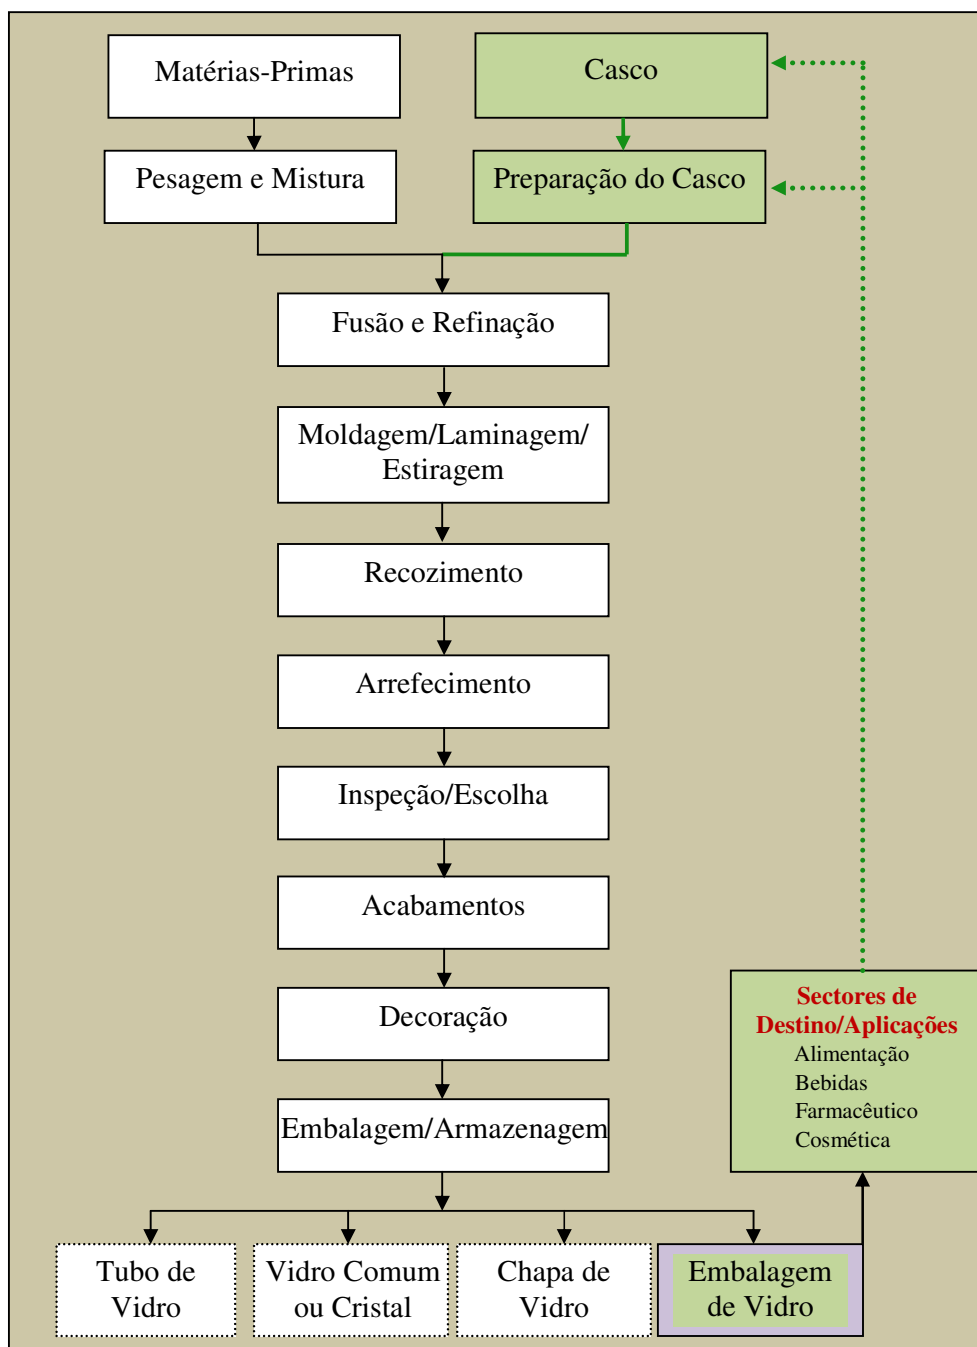 Matérias-Primas
Casco
Pesagem e Mistura
Preparação do Casco
Fusão e Refinação
Moldagem/Laminagem/
Estiragem
Recozimento
Arrefecimento
Inspeção/Escolha
Acabamentos
Decoração
Embalagem/Armazenagem
Sectores de
Destino/Aplicações
Alimentação
Bebidas
Farmacêutico
Cosmética
Tubo de
Vidro
Vidro Comum
ou Cristal
Chapa de
Vidro
Embalagem
de Vidro